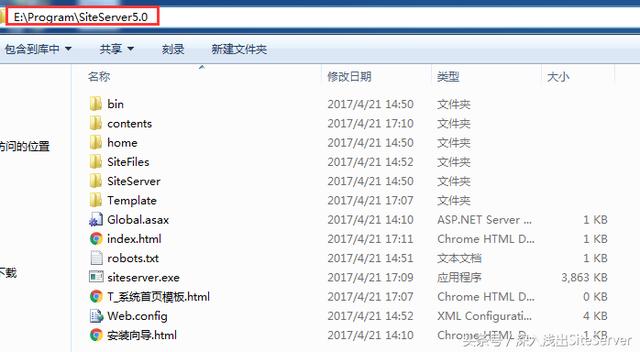 E:\Program\SiteServer5.0
包含到库中 共享 刻录 新建文件夹
名称 修改日期 类型 大小
bin 2017/4/21 14:50 文件夹
contents 2017/4/21 17:10 文件夹
访问的位置 home 2017/4/21 14:50 文件夹
SiteFiles 2017/4/21 14:52 文件夹
SiteServer 2017/4/21 14:50 文件夹
Template 2017/4/21 17:07 文件夹
Global.asax 2017/4/21 14:10 ASP.NET Server ... 1 KB
index.html 2017/4/21 17:11 Chrome HTML D... 1 KB
robots.txt 2017/4/21 14:51 文本文档 1 KB
下载 siteserver.exe 2017/4/21 17:09 应用程序 3,863 KB
T_系统首页模板.html 2017/4/21 17:07 Chrome HTML D... 0 KB
Web.config 2017/4/21 14:52 XML Configurati... 4 KB
安装向导.html 2017/4/21 14:10 Chrome HTML D... 1 KB
头条号 / 深入浅出SiteServer